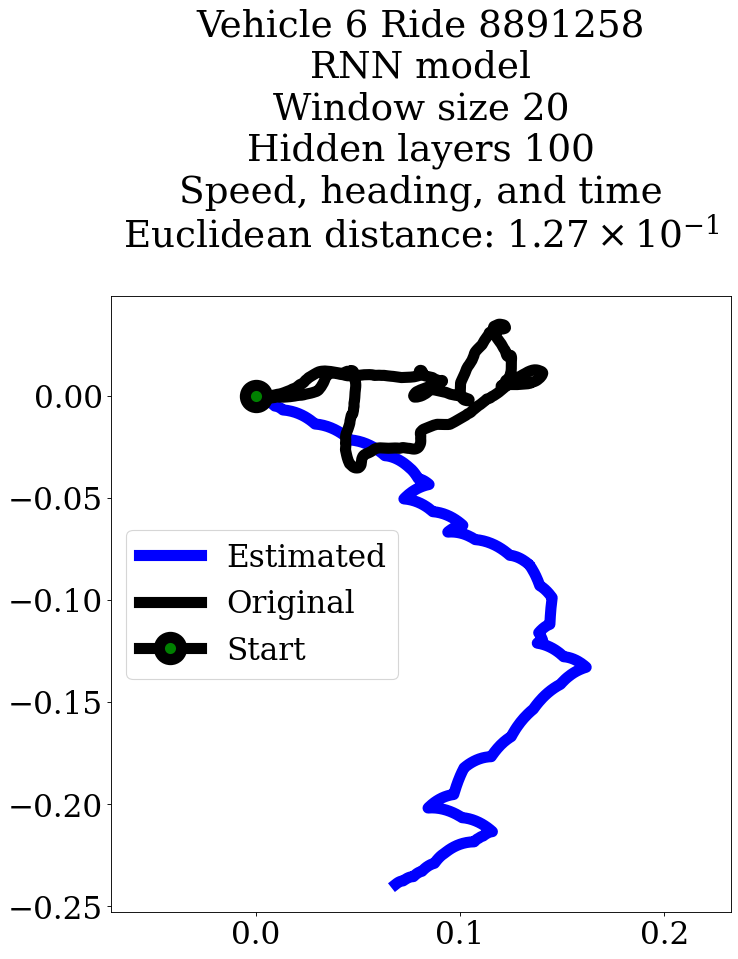 Vehicle 6 Ride 8891258
RNN model
Window size 20
Hidden layers 100
Speed, heading, and time
Euclidean distance: 1.27 × 10⁻¹
0.00
−0.05
−0.10
−0.15
−0.20
−0.25
Estimated
Original
Start
0.0 0.1 0.2